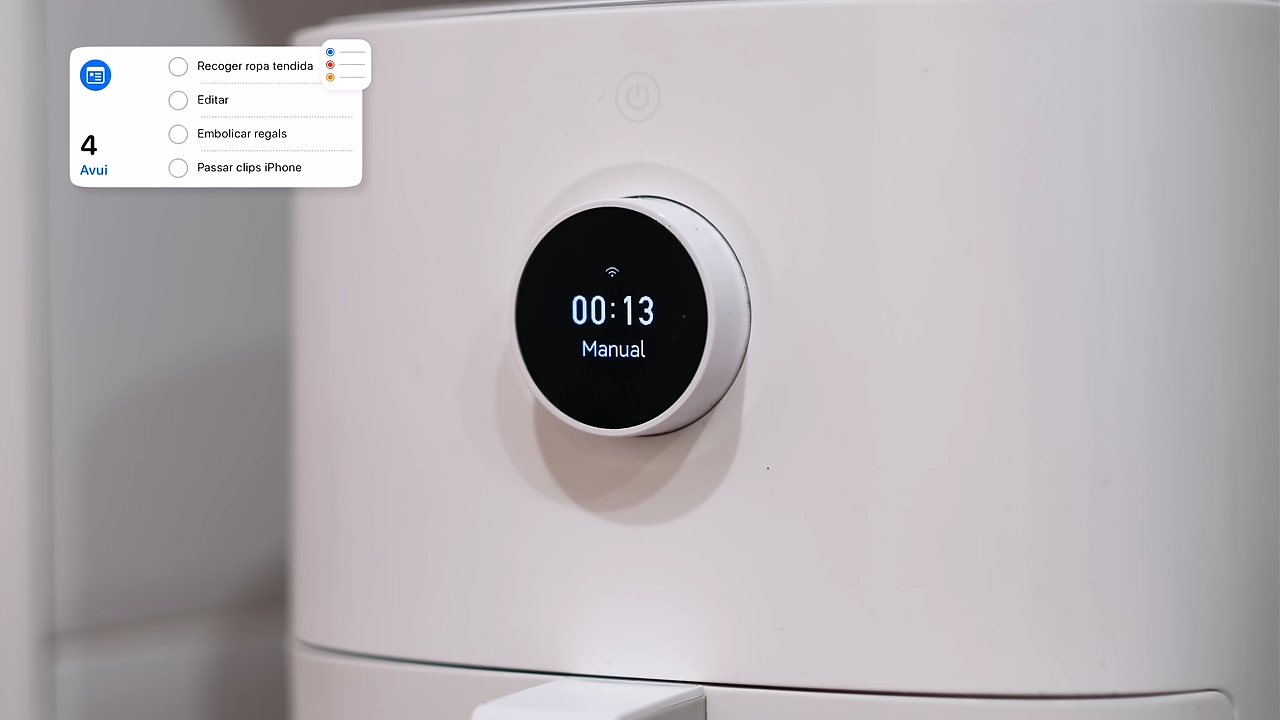 Recoger ropa tendida
Editar
Embolicar regals
Passar clips iPhone
4
Avui
00:13
Manual